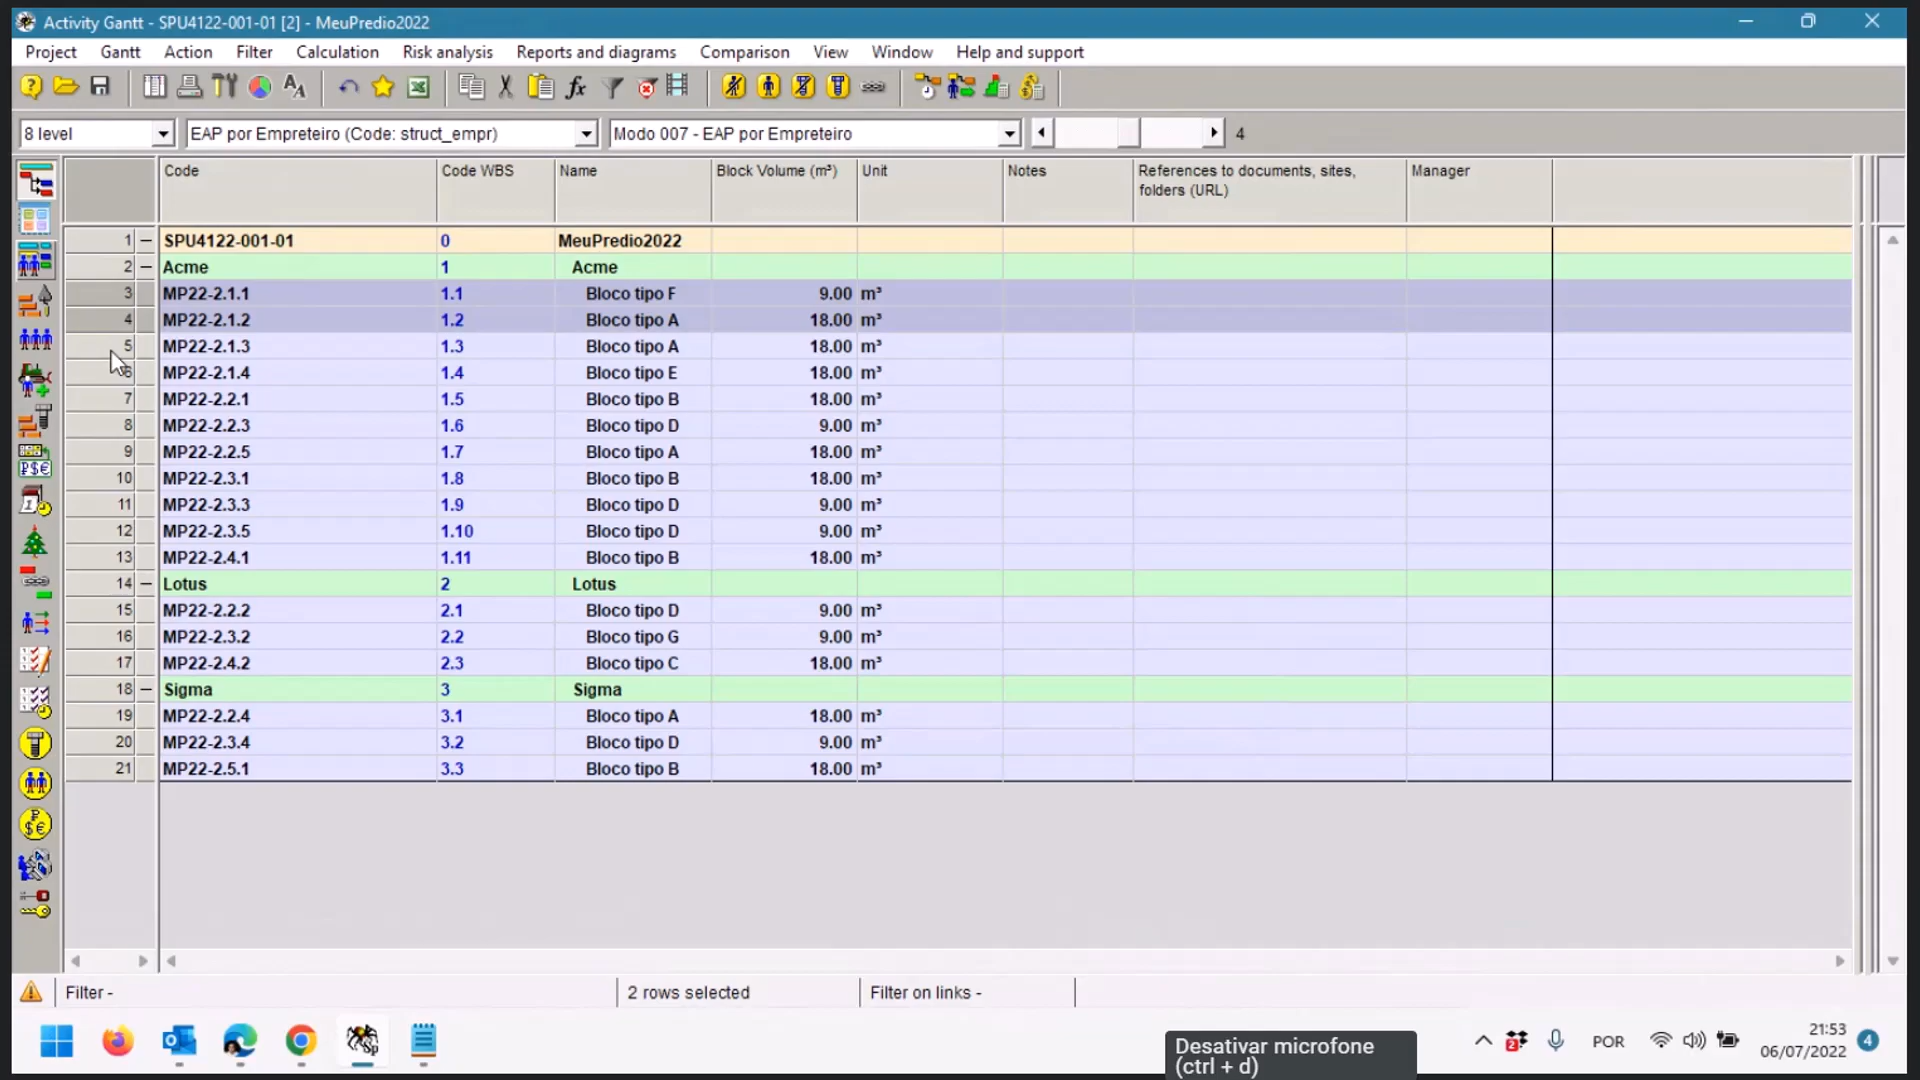 Activity Gantt - SPU4122-001-01 [2] - MeuPredio2022
Project Gantt Action Filter Calculation Risk analysis Reports and diagrams Comparison View Window Help and support
8 level EAP por Empreteiro (Code: struct_empr) Modo 007 - EAP por Empreteiro 4
Code Code WBS Name Block Volume (m³) Unit Notes References to documents, sites, folders (URL) Manager
1 SPU4122-001-01 0 MeuPredio2022
2 Acme 1 Acme
3 MP22-2.1.1 1.1 Bloco tipo F 9.00 m³
4 MP22-2.1.2 1.2 Bloco tipo A 18.00 m³
5 MP22-2.1.3 1.3 Bloco tipo A 18.00 m³
6 MP22-2.1.4 1.4 Bloco tipo E 18.00 m³
7 MP22-2.2.1 1.5 Bloco tipo B 18.00 m³
8 MP22-2.2.3 1.6 Bloco tipo D 9.00 m³
9 MP22-2.2.5 1.7 Bloco tipo A 18.00 m³
10 MP22-2.3.1 1.8 Bloco tipo B 18.00 m³
11 MP22-2.3.3 1.9 Bloco tipo D 9.00 m³
12 MP22-2.3.5 1.10 Bloco tipo D 9.00 m³
13 MP22-2.4.1 1.11 Bloco tipo B 18.00 m³
14 Lotus 2 Lotus
15 MP22-2.2.2 2.1 Bloco tipo D 9.00 m³
16 MP22-2.3.2 2.2 Bloco tipo G 9.00 m³
17 MP22-2.4.2 2.3 Bloco tipo C 18.00 m³
18 Sigma 3 Sigma
19 MP22-2.2.4 3.1 Bloco tipo A 18.00 m³
20 MP22-2.3.4 3.2 Bloco tipo D 9.00 m³
21 MP22-2.5.1 3.3 Bloco tipo B 18.00 m³
Filter - 2 rows selected Filter on links -
Desativar microfone
(ctrl + d)
POR
21:53
06/07/2022
4